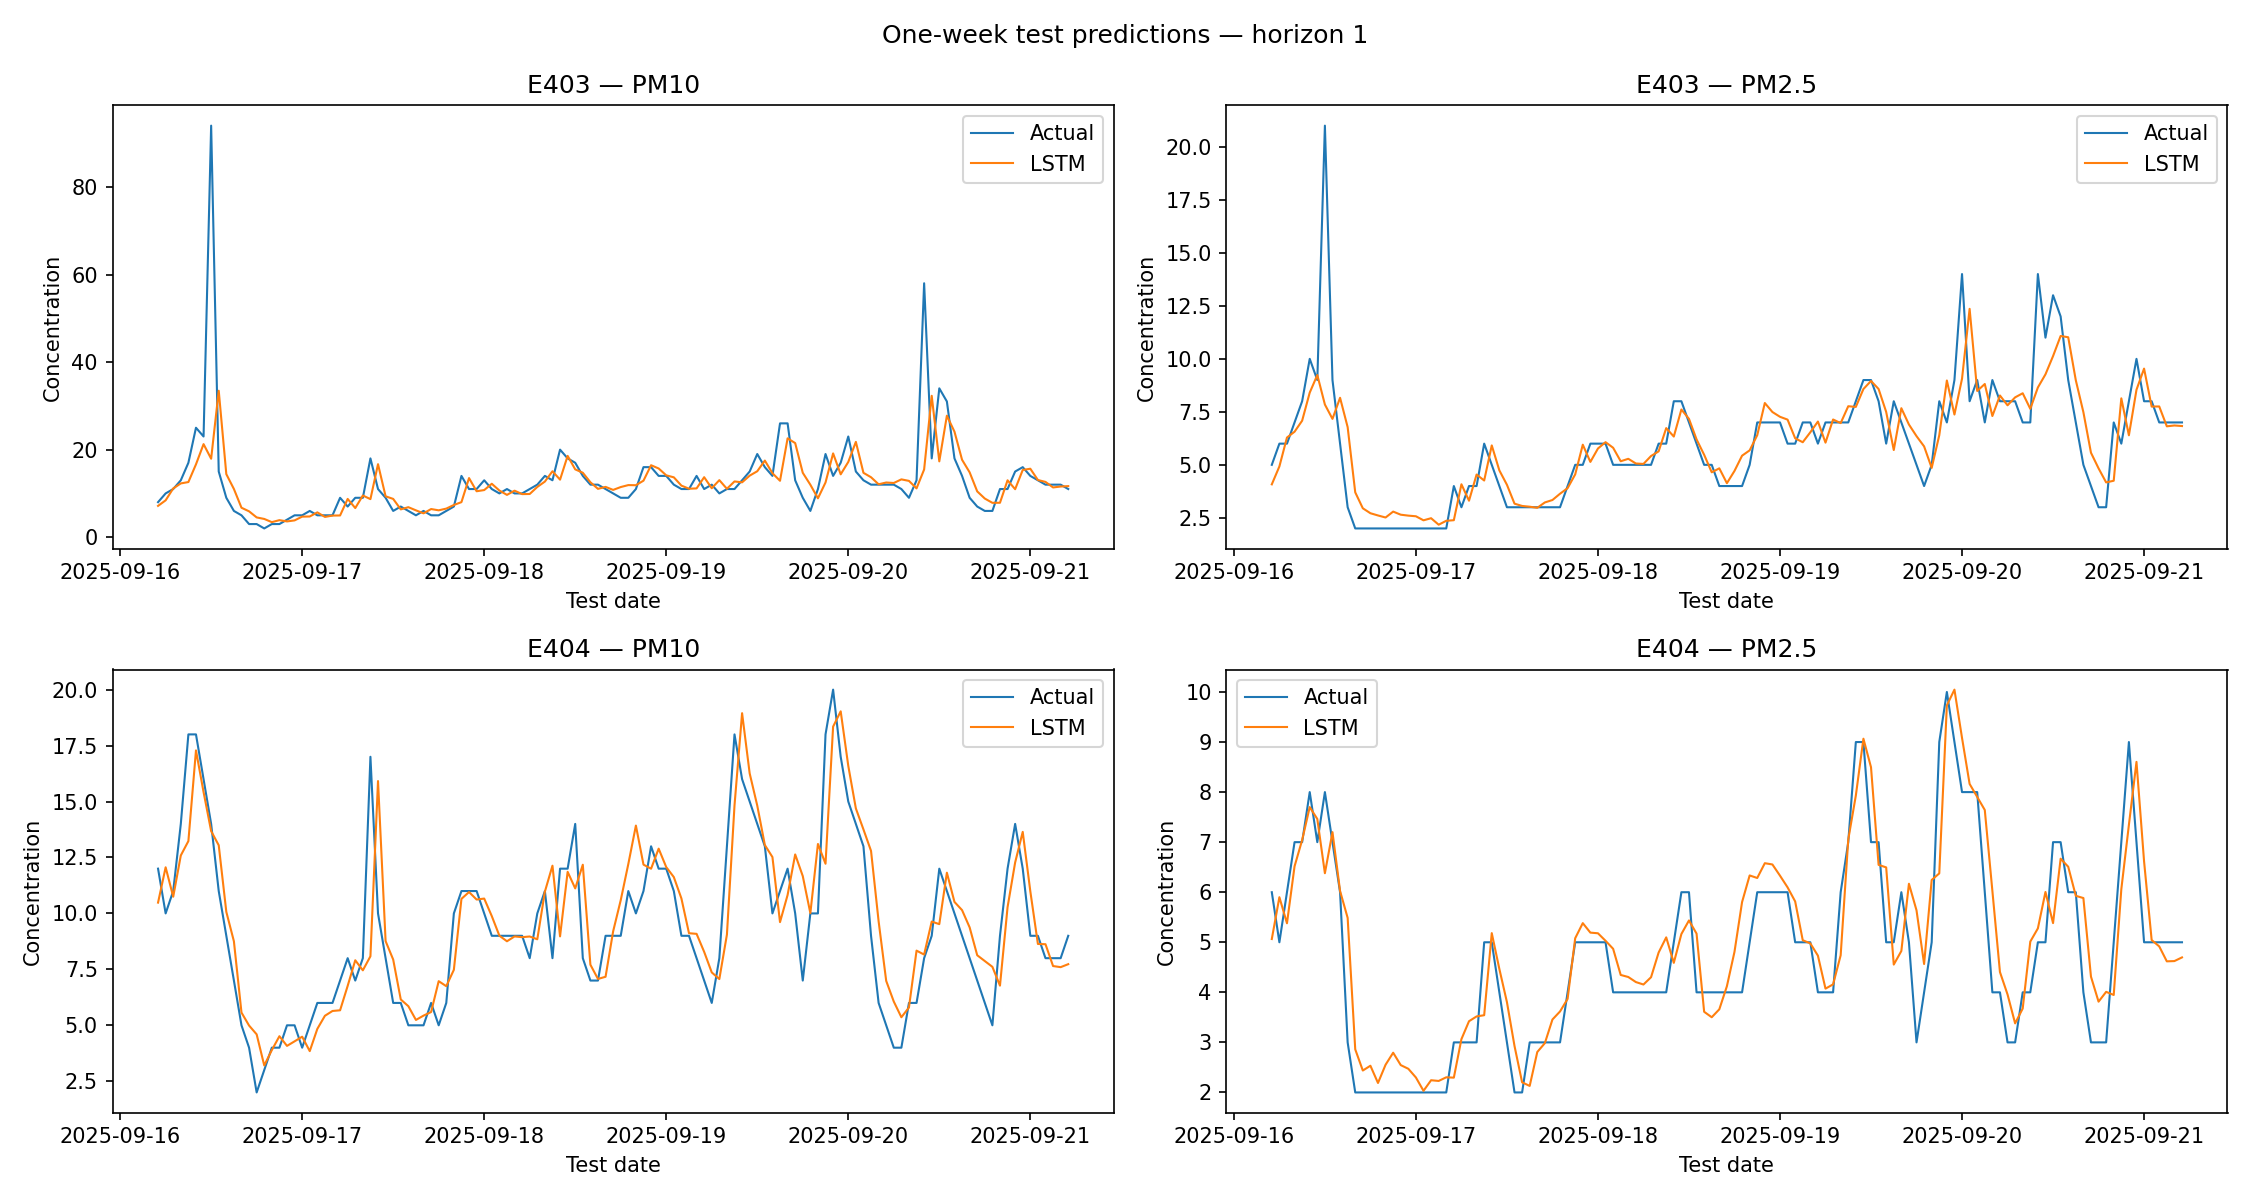 One-week test predictions — horizon 1
E403 — PM10
Concentration
80
60
40
20
0
Actual
LSTM
2025-09-16 2025-09-17 2025-09-18 2025-09-19 2025-09-20 2025-09-21
Test date
E403 — PM2.5
Concentration
20.0
17.5
15.0
12.5
10.0
7.5
5.0
2.5
Actual
LSTM
2025-09-16 2025-09-17 2025-09-18 2025-09-19 2025-09-20 2025-09-21
Test date
E404 — PM10
Concentration
20.0
17.5
15.0
12.5
10.0
7.5
5.0
2.5
Actual
LSTM
2025-09-16 2025-09-17 2025-09-18 2025-09-19 2025-09-20 2025-09-21
Test date
E404 — PM2.5
Concentration
10
9
8
7
6
5
4
3
2
Actual
LSTM
2025-09-16 2025-09-17 2025-09-18 2025-09-19 2025-09-20 2025-09-21
Test date